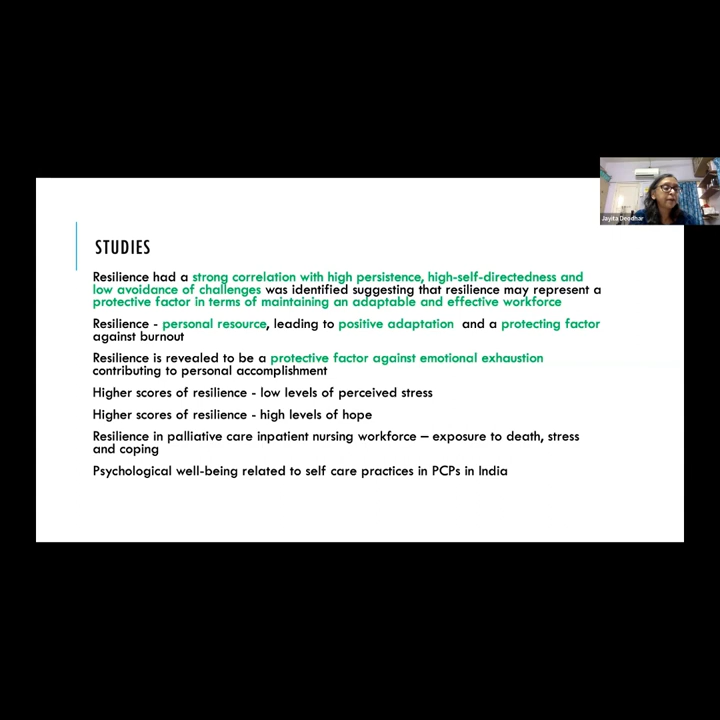 STUDIES
Resilience had a strong correlation with high persistence, high-self-directedness and
low avoidance of challenges was identified suggesting that resilience may represent a
protective factor in terms of maintaining an adaptable and effective workforce
Resilience - personal resource, leading to positive adaptation and a protecting factor
against burnout
Resilience is revealed to be a protective factor against emotional exhaustion
contributing to personal accomplishment
Higher scores of resilience - low levels of perceived stress
Higher scores of resilience - high levels of hope
Resilience in palliative care inpatient nursing workforce – exposure to death, stress
and coping
Psychological well-being related to self care practices in PCPs in India
Jayita Deodhar